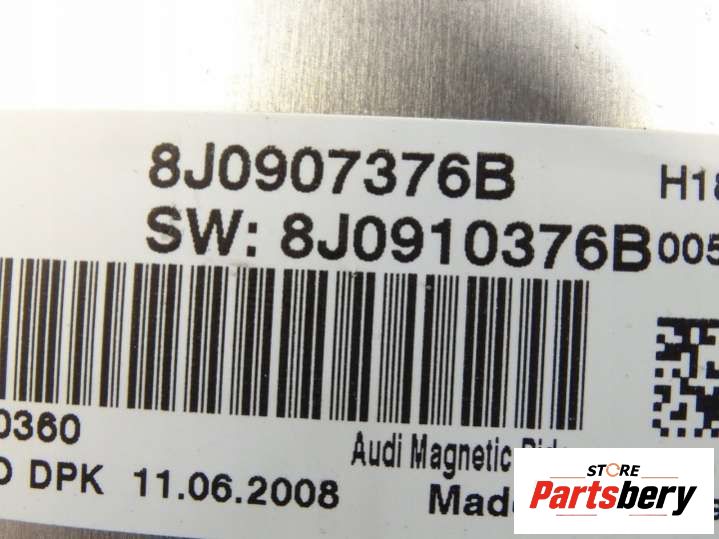 8J0907376B
H18
SW: 8J0910376B 005
0360
Audi Magnetic
DPK 11.06.2008
Made
STORE
Partsbery